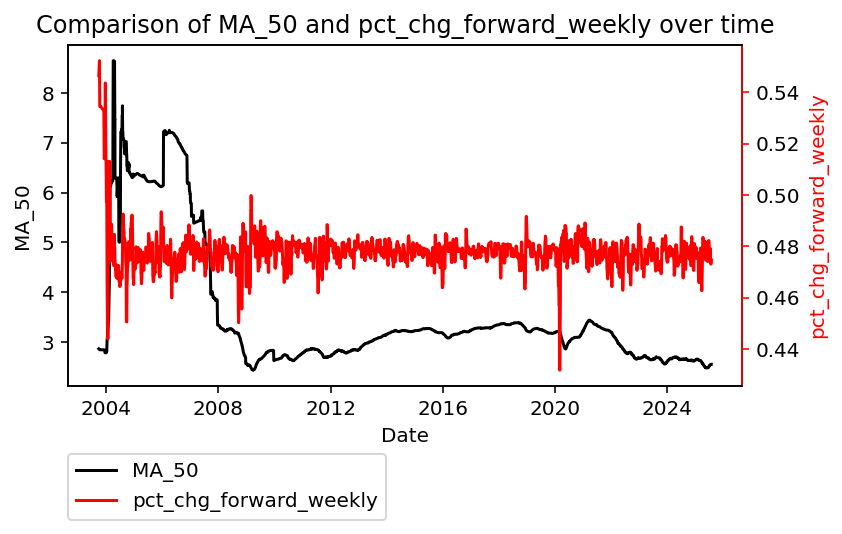 Comparison of MA_50 and pct_chg_forward_weekly over time
MA_50
8
7
6
5
4
3
0.54
0.52
0.50
0.48
0.46
0.44
pct_chg_forward_weekly
2004 2008 2012 2016 2020 2024
Date
MA_50
pct_chg_forward_weekly